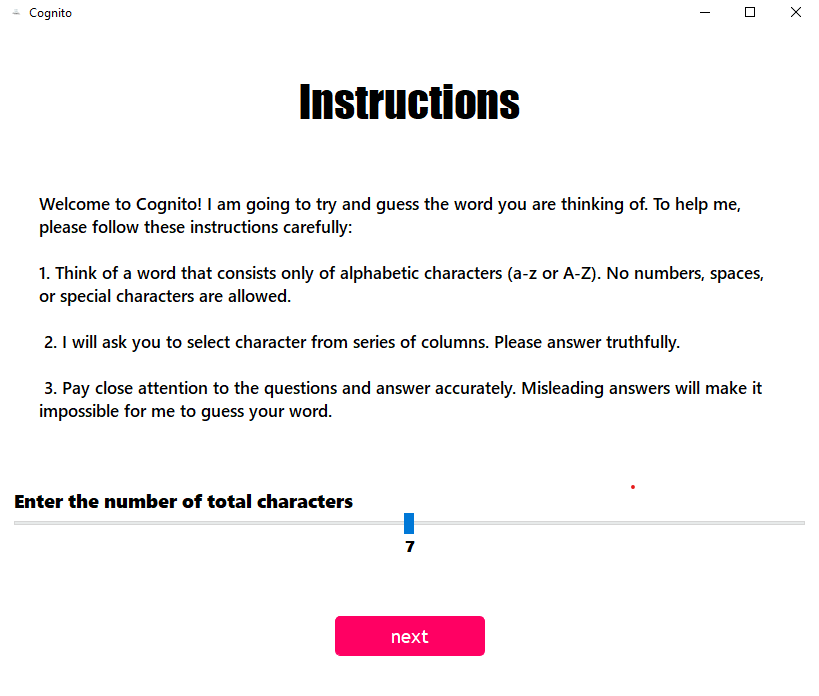 Cognito
Instructions
Welcome to Cognito! I am going to try and guess the word you are thinking of. To help me,
please follow these instructions carefully:
1. Think of a word that consists only of alphabetic characters (a-z or A-Z). No numbers, spaces,
or special characters are allowed.
2. I will ask you to select character from series of columns. Please answer truthfully.
3. Pay close attention to the questions and answer accurately. Misleading answers will make it
impossible for me to guess your word.
Enter the number of total characters
7
next